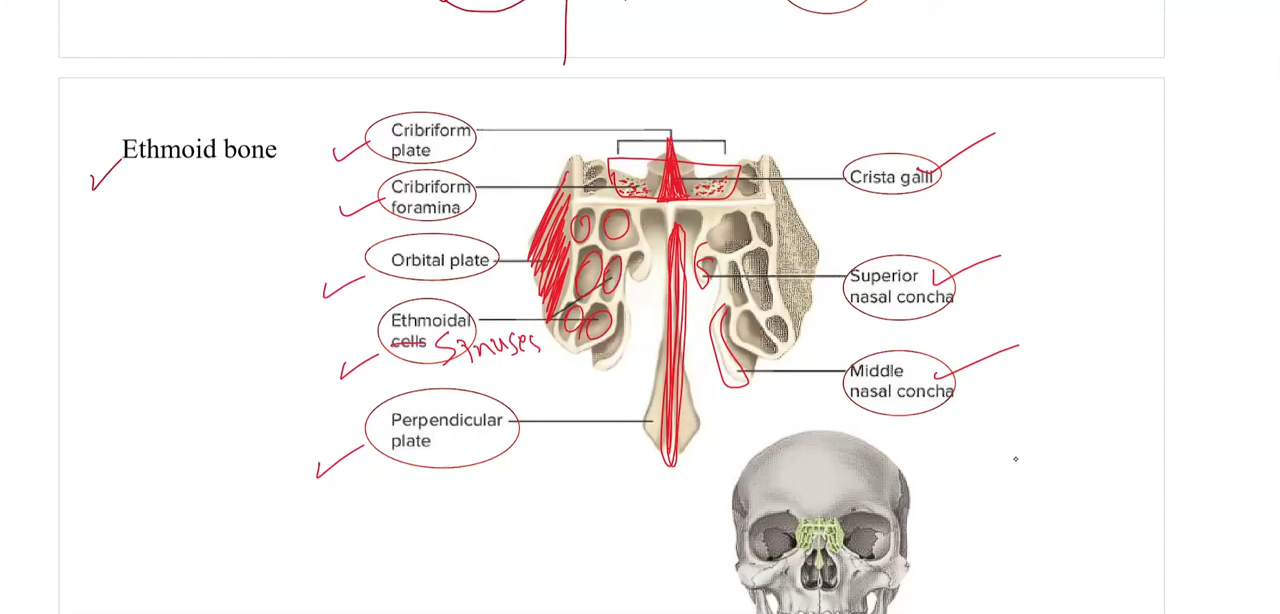 Ethmoid bone
Cribriform
plate
Cribriform
foramina
Orbital plate
Ethmoidal
cells Sinuses
Perpendicular
plate
Crista galli
Superior
nasal concha
Middle
nasal concha